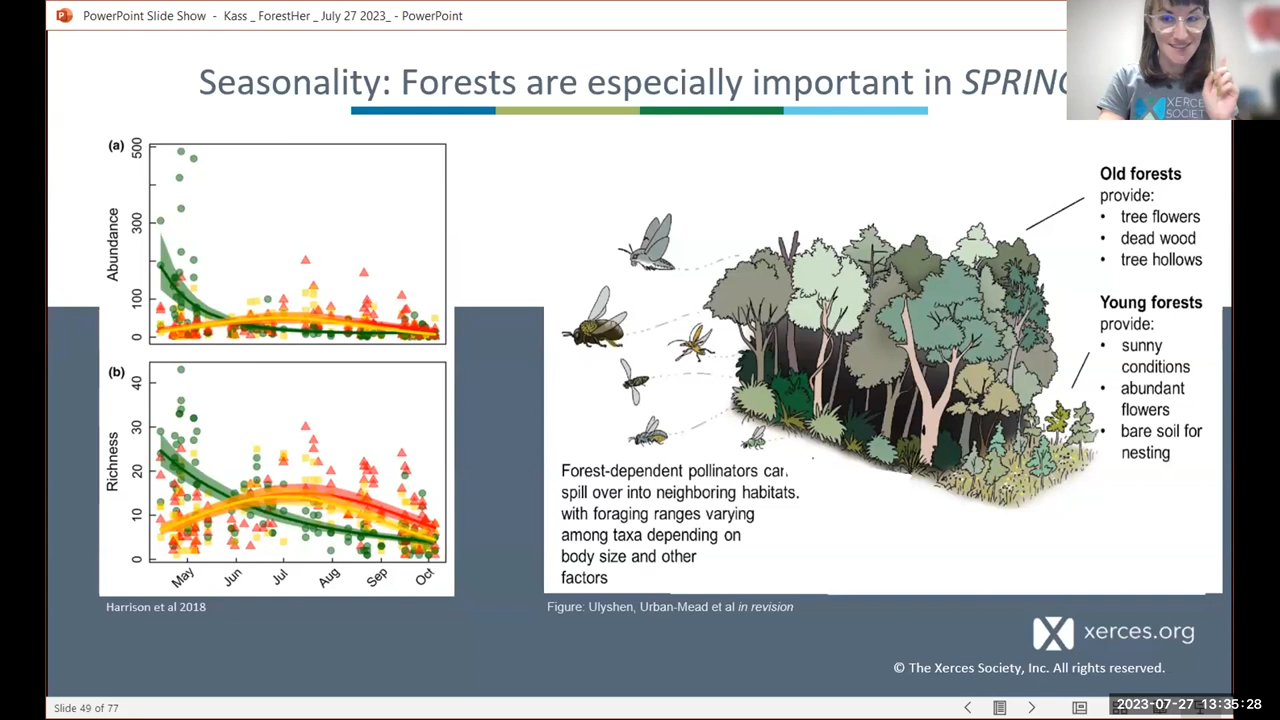 PowerPoint Slide Show - Kass _ ForestHer _ July 27 2023_ - PowerPoint
Seasonality: Forests are especially important in SPRING
XERCES
SOCIETY
(a)
500
300
100
0
Abundance
(b)
40
30
20
10
0
Richness
May Jun Jul Aug Sep Oct
Harrison et al 2018
Old forests
provide:
• tree flowers
• dead wood
• tree hollows
Young forests
provide:
• sunny
conditions
• abundant
flowers
• bare soil for
nesting
Forest-dependent pollinators can
spill over into neighboring habitats.
with foraging ranges varying
among taxa depending on
body size and other
factors
Figure: Ulyshen, Urban-Mead et al in revision
xerces.org
© The Xerces Society, Inc. All rights reserved.
Slide 49 of 77
2023-07-27 13:35:28